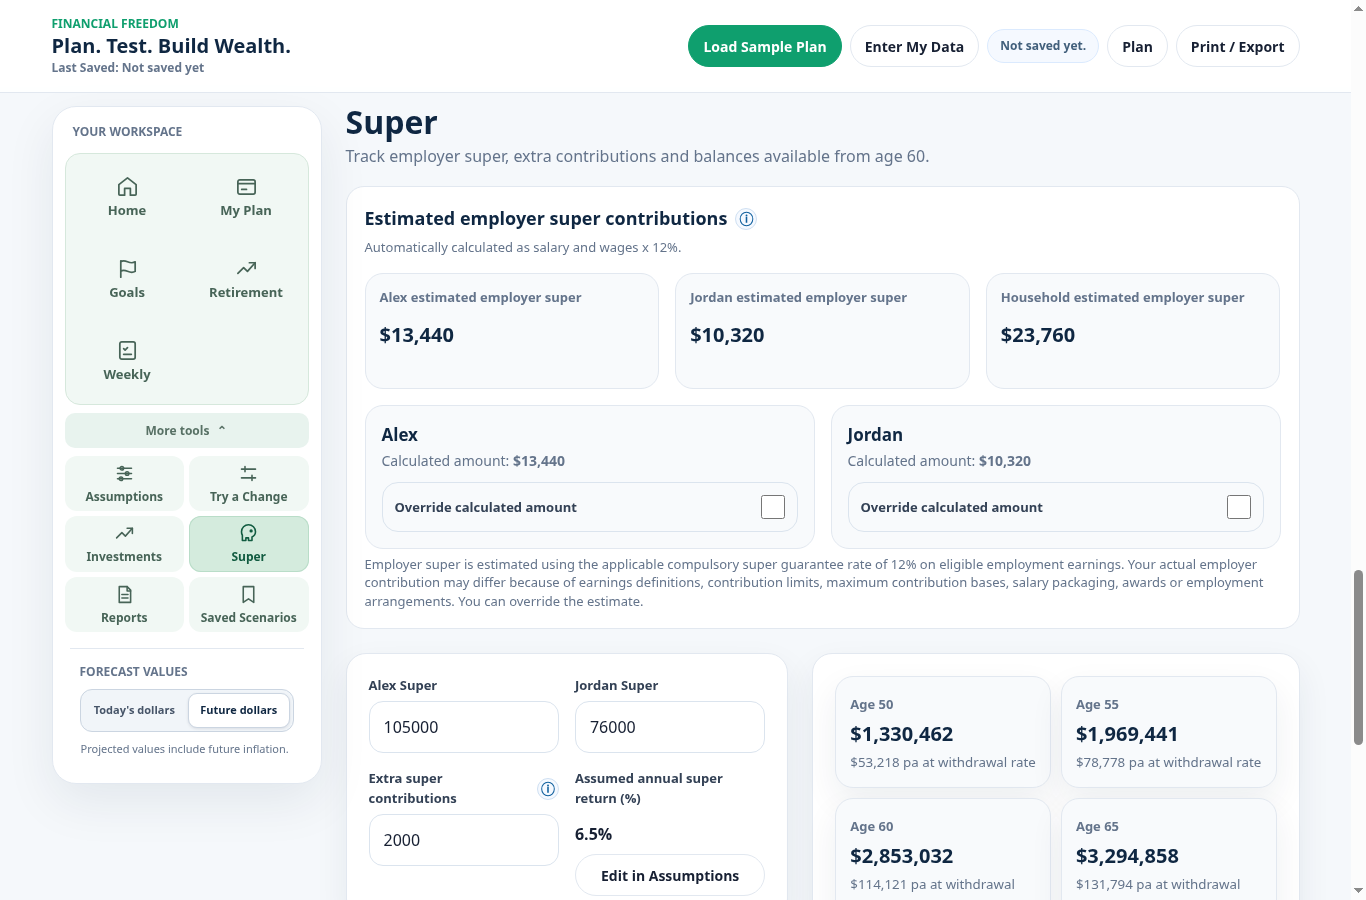 FINANCIAL FREEDOM
Plan. Test. Build Wealth.
Last Saved: Not saved yet
Load Sample Plan
Enter My Data
Not saved yet.
Plan
Print / Export
YOUR WORKSPACE
Home
My Plan
Goals
Retirement
Weekly
More tools
Assumptions
Try a Change
Investments
Super
Reports
Saved Scenarios
FORECAST VALUES
Today's dollars
Future dollars
Projected values include future inflation.
Super
Track employer super, extra contributions and balances available from age 60.
Estimated employer super contributions
Automatically calculated as salary and wages x 12%.
Alex estimated employer super
$13,440
Jordan estimated employer super
$10,320
Household estimated employer super
$23,760
Alex
Calculated amount: $13,440
Override calculated amount
Jordan
Calculated amount: $10,320
Override calculated amount
Employer super is estimated using the applicable compulsory super guarantee rate of 12% on eligible employment earnings. Your actual employer
contribution may differ because of earnings definitions, contribution limits, maximum contribution bases, salary packaging, awards or employment
arrangements. You can override the estimate.
Alex Super
105000
Jordan Super
76000
Extra super
contributions
2000
Assumed annual super
return (%)
6.5%
Edit in Assumptions
Age 50
$1,330,462
$53,218 pa at withdrawal rate
Age 55
$1,969,441
$78,778 pa at withdrawal rate
Age 60
$2,853,032
$114,121 pa at withdrawal
Age 65
$3,294,858
$131,794 pa at withdrawal